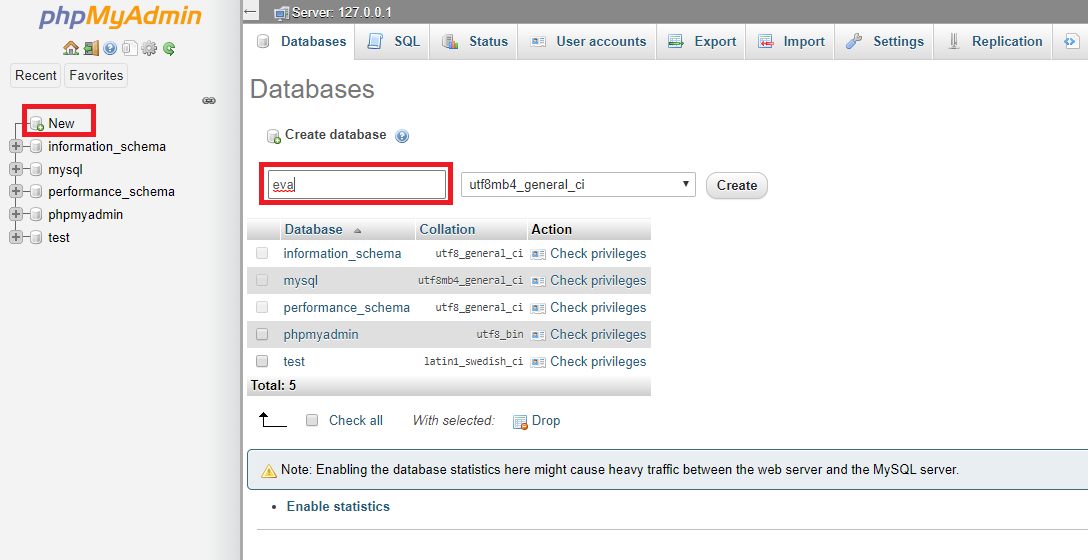 phpMyAdmin
Recent Favorites
New
information_schema
mysql
performance_schema
phpmyadmin
test
Server: 127.0.0.1
Databases SQL Status User accounts Export Import Settings Replication
Databases
Create database
eva utf8mb4_general_ci Create
Database Collation Action
information_schema utf8_general_ci Check privileges
mysql utf8mb4_general_ci Check privileges
performance_schema utf8_general_ci Check privileges
phpmyadmin utf8_bin Check privileges
test latin1_swedish_ci Check privileges
Total: 5
Check all With selected: Drop
Note: Enabling the database statistics here might cause heavy traffic between the web server and the MySQL server.
Enable statistics